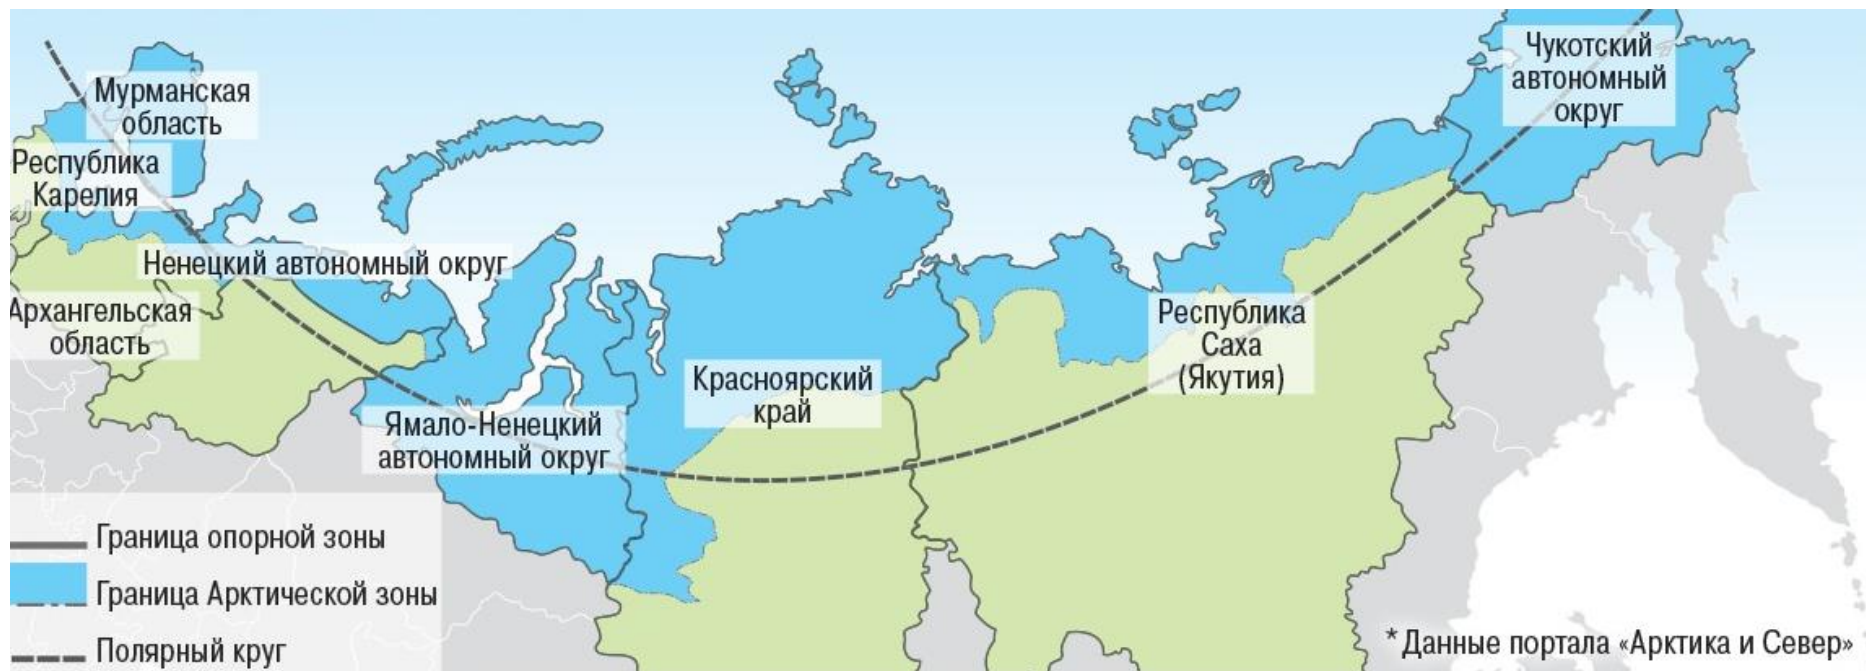 Мурманская
область
Республика
Карелия
Ненецкий автономный округ
Архангельская
область
Ямало-Ненецкий
автономный округ
Красноярский
край
Республика
Саха
(Якутия)
Чукотский
автономный
округ
Граница опорной зоны
Граница Арктической зоны
Полярный круг
* Данные портала «Арктика и Север»